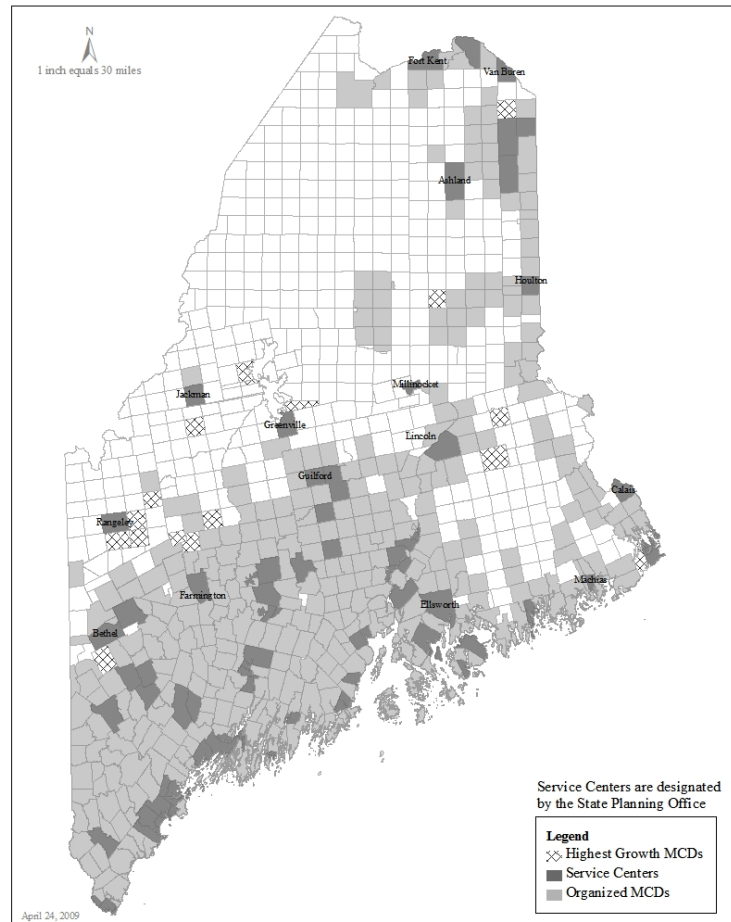 N
1 inch equals 30 miles
Fort Kent
Van Buren
Ashland
Houlton
Millinocket
Jackman
Greenville
Lincoln
Guilford
Calais
Rangeley
Machias
Farmington
Ellsworth
Bethel
Service Centers are designated
by the State Planning Office
Legend
Highest Growth MCDs
Service Centers
Organized MCDs
April 24, 2009